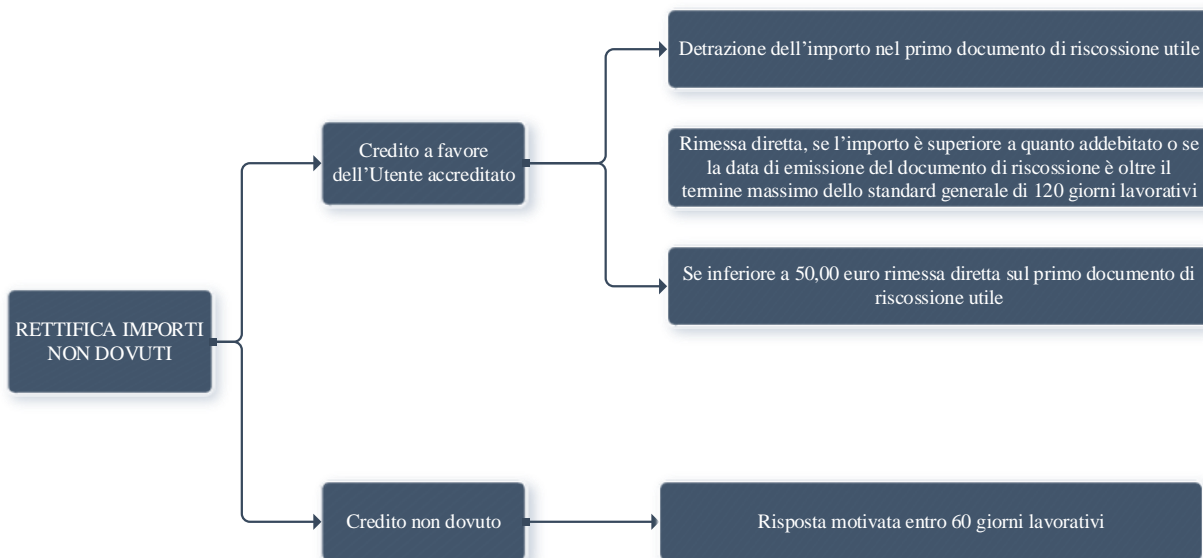 Detrazione dell’importo nel primo documento di riscossione utile
Credito a favore
dell’Utente accreditato
Rimessa diretta, se l’importo è superiore a quanto addebitato o se
la data di emissione del documento di riscossione è oltre il
termine massimo dello standard generale di 120 giorni lavorativi
Se inferiore a 50,00 euro rimessa diretta sul primo documento di
riscossione utile
RETTIFICA IMPORTI
NON DOVUTI
Credito non dovuto
Risposta motivata entro 60 giorni lavorativi